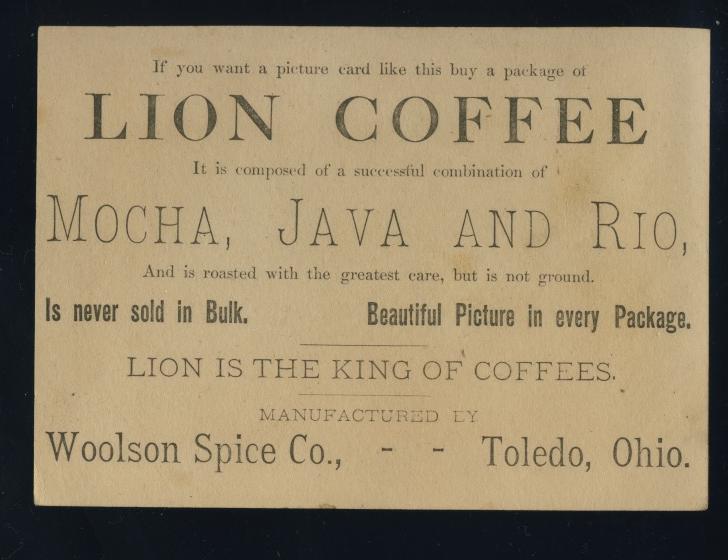 If you want a picture card like this buy a package of
LION COFFEE
It is composed of a successful combination of
MOCHA, JAVA AND RIO,
And is roasted with the greatest care, but is not ground.
Is never sold in Bulk. Beautiful Picture in every Package.
LION IS THE KING OF COFFEES.
MANUFACTURED BY
Woolson Spice Co., - - Toledo, Ohio.